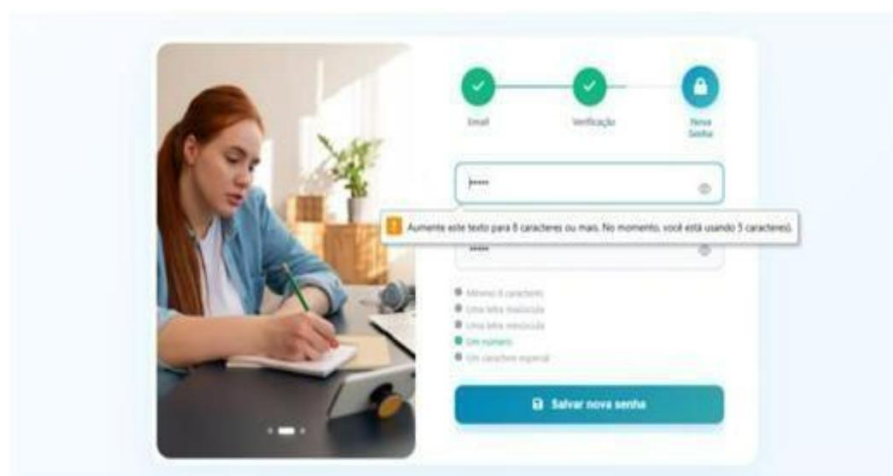 Email
Verificação
Nova
Senha
•••••
Aumente este texto para 8 caracteres ou mais. No momento, você está usando 5 caractere(s).
•••••
Mínimo 8 caracteres
Uma letra maiúscula
Uma letra minúscula
Um número
Um caractere especial
Salvar nova senha